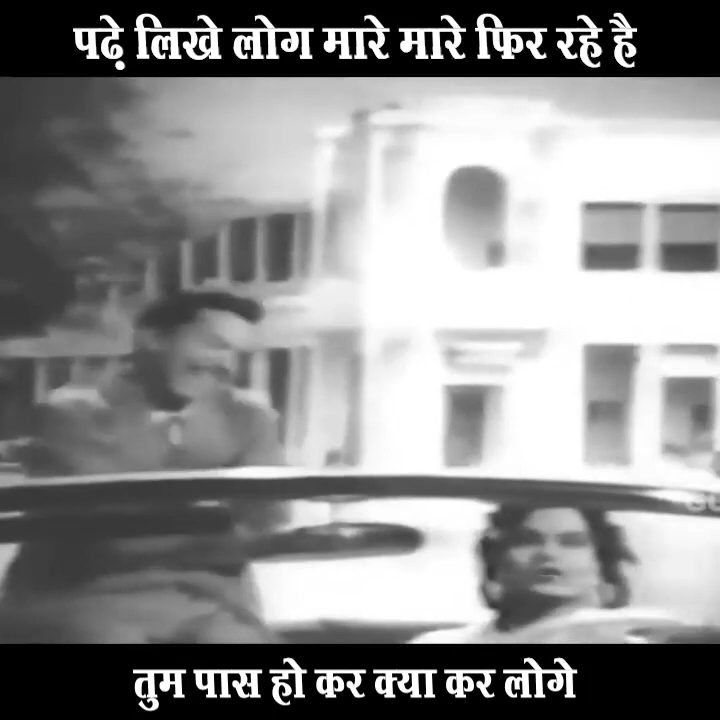 पढ़े लिखे लोग मारे मारे फिर रहे है
तुम पास हो कर क्या कर लोगे